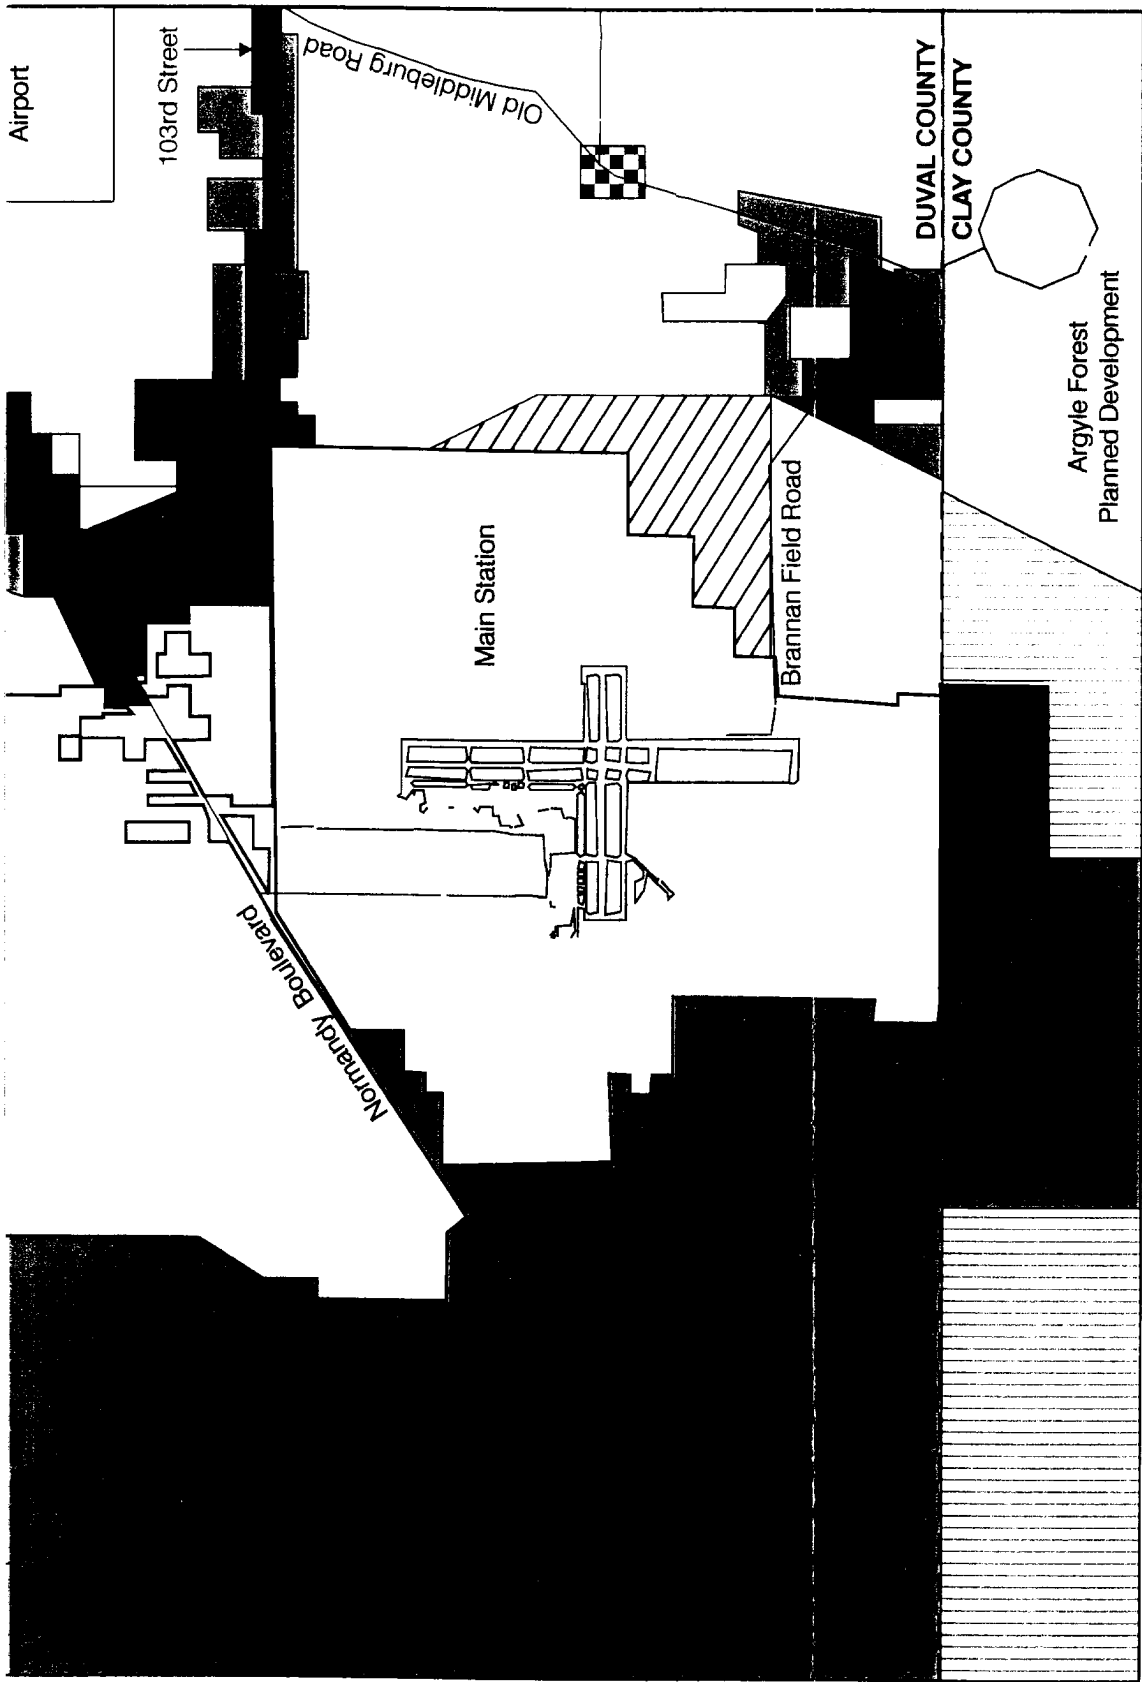 Airport
103rd Street
Old Middleburg Road
DUVAL COUNTY
CLAY COUNTY
Argyle Forest
Planned Development
Main Station
Brannan Field Road
Normandy Boulevard